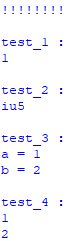 !!!!!!!!
test_1 :
1
test_2 :
iu5
test_3 :
a = 1
b = 2
test_4 :
1
2